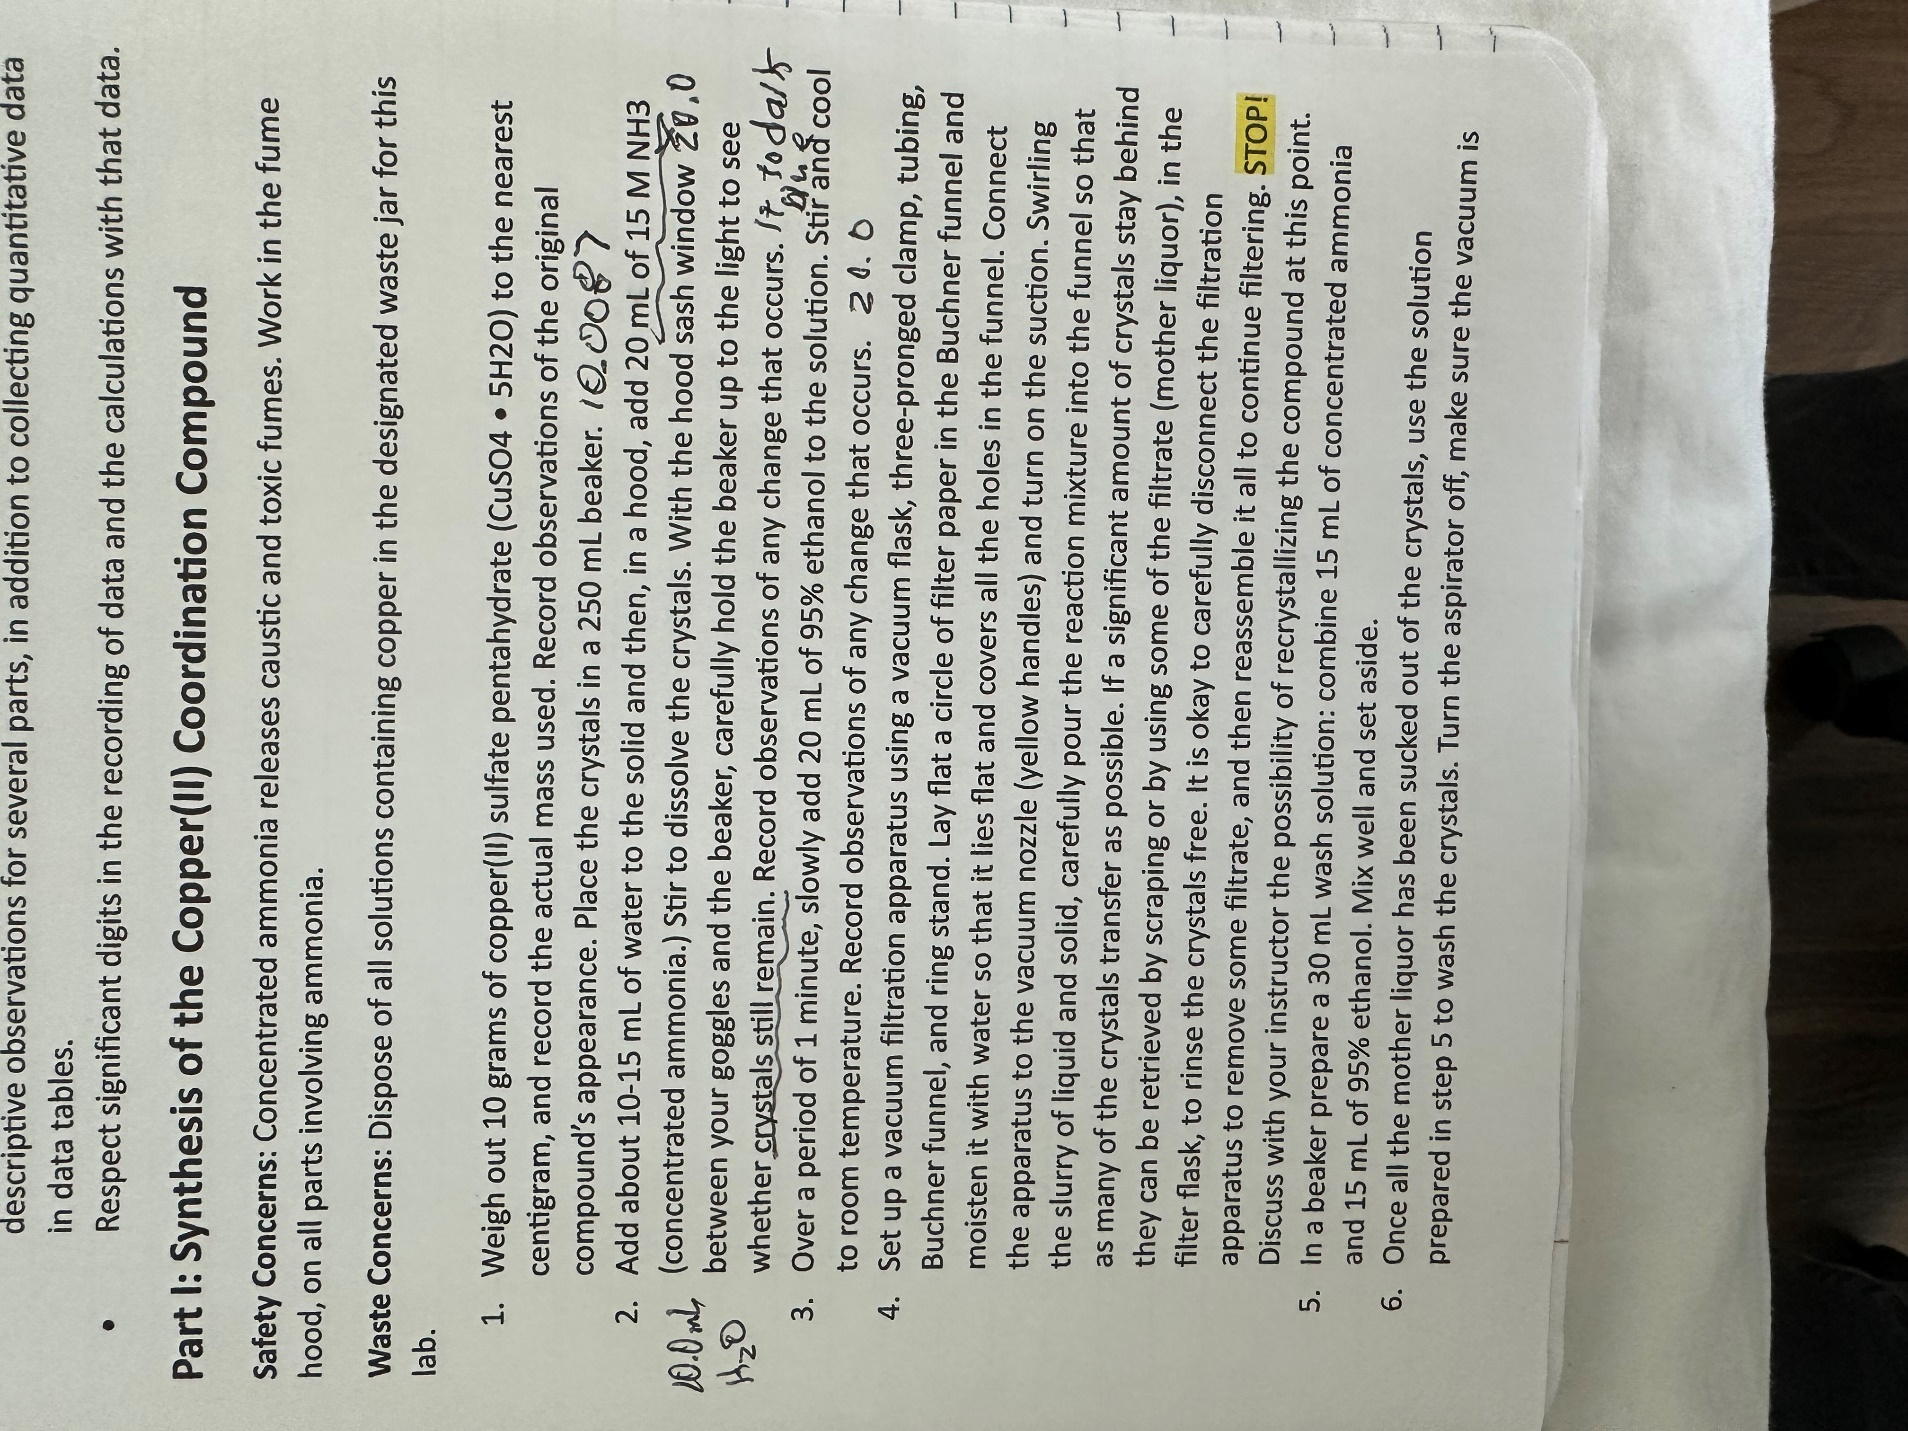 descriptive observations for several parts, in addition to collecting quantitative data
in data tables.
• Respect significant digits in the recording of data and the calculations with that data.
Part I: Synthesis of the Copper(II) Coordination Compound
Safety Concerns: Concentrated ammonia releases caustic and toxic fumes. Work in the fume
hood, on all parts involving ammonia.
Waste Concerns: Dispose of all solutions containing copper in the designated waste jar for this
lab.
1. Weigh out 10 grams of copper(II) sulfate pentahydrate (CuSO4 • 5H2O) to the nearest
centigram, and record the actual mass used. Record observations of the original
compound's appearance. Place the crystals in a 250 mL beaker. 10.0087
2. Add about 10-15 mL of water to the solid and then, in a hood, add 20 mL of 15 M NH3
10.0 mL
H2O
(concentrated ammonia.) Stir to dissolve the crystals. With the hood sash window 20.0
between your goggles and the beaker, carefully hold the beaker up to the light to see
whether crystals still remain. Record observations of any change that occurs. It to dark
blue
3. Over a period of 1 minute, slowly add 20 mL of 95% ethanol to the solution. Stir and cool
to room temperature. Record observations of any change that occurs. 20.0
4. Set up a vacuum filtration apparatus using a vacuum flask, three-pronged clamp, tubing,
Buchner funnel, and ring stand. Lay flat a circle of filter paper in the Buchner funnel and
moisten it with water so that it lies flat and covers all the holes in the funnel. Connect
the apparatus to the vacuum nozzle (yellow handles) and turn on the suction. Swirling
the slurry of liquid and solid, carefully pour the reaction mixture into the funnel so that
as many of the crystals transfer as possible. If a significant amount of crystals stay behind
they can be retrieved by scraping or by using some of the filtrate (mother liquor), in the
filter flask, to rinse the crystals free. It is okay to carefully disconnect the filtration
apparatus to remove some filtrate, and then reassemble it all to continue filtering. STOP!
Discuss with your instructor the possibility of recrystallizing the compound at this point.
5. In a beaker prepare a 30 mL wash solution: combine 15 mL of concentrated ammonia
and 15 mL of 95% ethanol. Mix well and set aside.
6. Once all the mother liquor has been sucked out of the crystals, use the solution
prepared in step 5 to wash the crystals. Turn the aspirator off, make sure the vacuum is